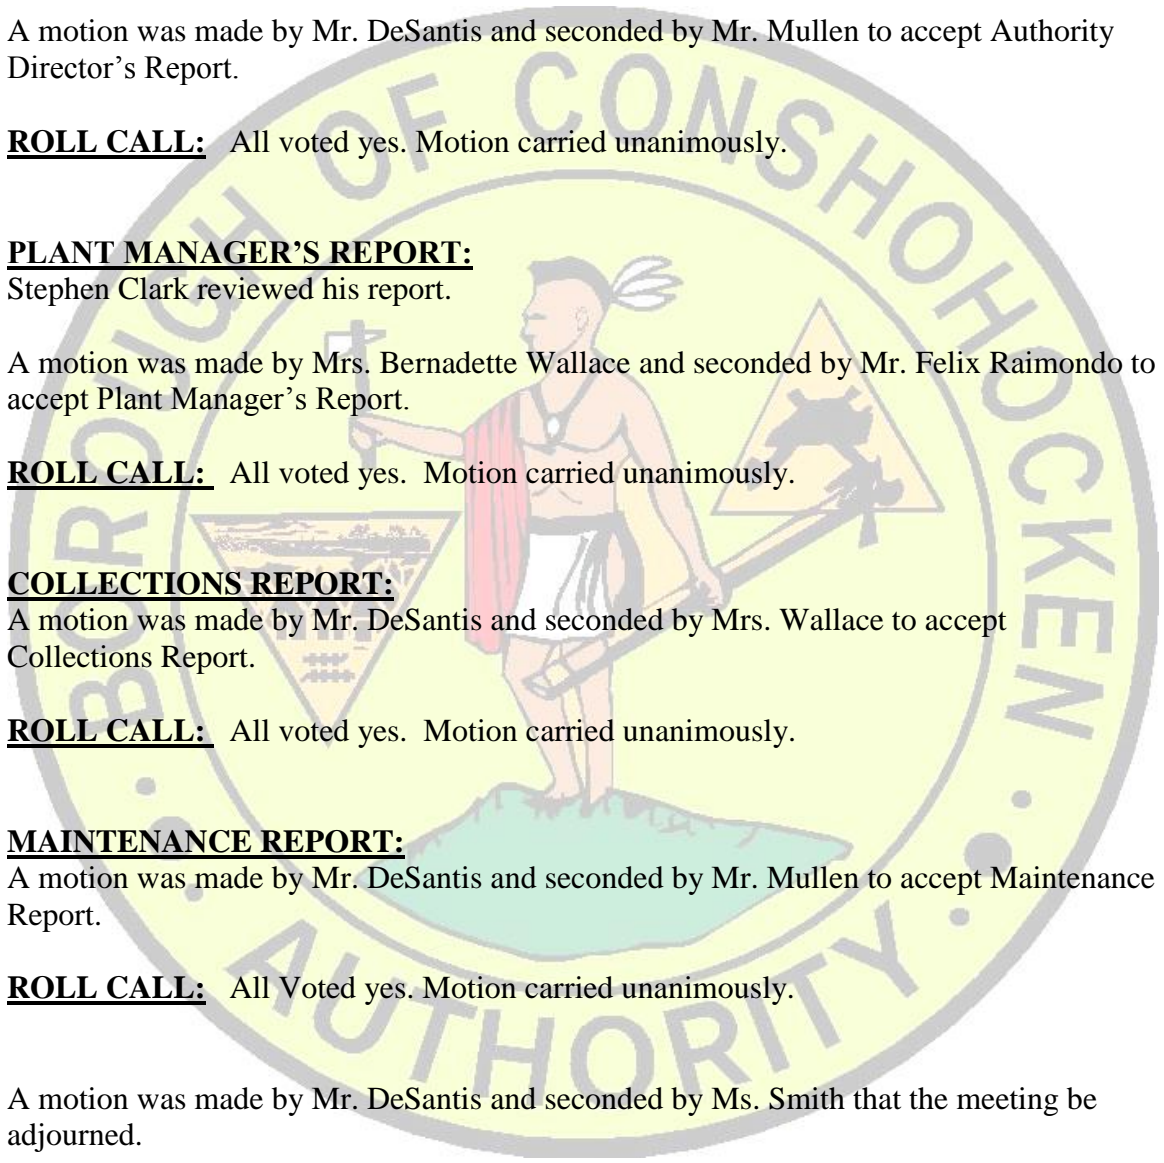 A motion was made by Mr. DeSantis and seconded by Mr. Mullen to accept Authority
Director’s Report.
ROLL CALL: All voted yes. Motion carried unanimously.
PLANT MANAGER’S REPORT:
Stephen Clark reviewed his report.
A motion was made by Mrs. Bernadette Wallace and seconded by Mr. Felix Raimondo to
accept Plant Manager’s Report.
ROLL CALL: All voted yes. Motion carried unanimously.
COLLECTIONS REPORT:
A motion was made by Mr. DeSantis and seconded by Mrs. Wallace to accept
Collections Report.
ROLL CALL: All voted yes. Motion carried unanimously.
MAINTENANCE REPORT:
A motion was made by Mr. DeSantis and seconded by Mr. Mullen to accept Maintenance
Report.
ROLL CALL: All Voted yes. Motion carried unanimously.
A motion was made by Mr. DeSantis and seconded by Ms. Smith that the meeting be
adjourned.
BOROUGH OF CONSHOHOCKEN
AUTHORITY